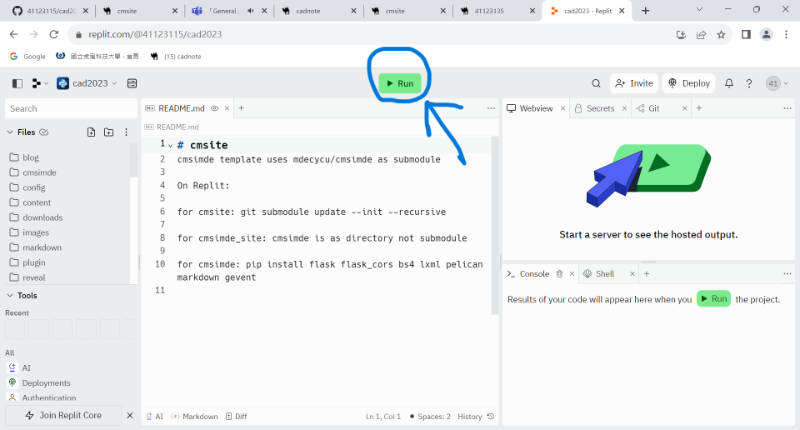 41123115/cad20
cmsite
「General」
cadnote
cmsite
41123135
cad2023 - Replit
replit.com/@41123115/cad2023
Google
國立虎尾科技大學 - 首頁
(15) cadnote
cad2023
Run
Invite
Deploy
41
Search
README.md
Webview
Secrets
Git
Files
README.md
blog
cmsimde
config
content
downloads
images
markdown
plugin
reveal
1 # cmsite
2 cmsimde template uses mdecycu/cmsimde as submodule
3
4 On Replit:
5
6 for cmsite: git submodule update --init --recursive
7
8 for cmsimde_site: cmsimde is as directory not submodule
9
10 for cmsimde: pip install flask flask_cors bs4 lxml pelican
markdown gevent
11
Start a server to see the hosted output.
Console
Shell
Results of your code will appear here when you Run the project.
Tools
Recent
All
AI
Deployments
Authentication
Join Replit Core
AI
Markdown
Diff
Ln 1, Col 1
Spaces: 2
History